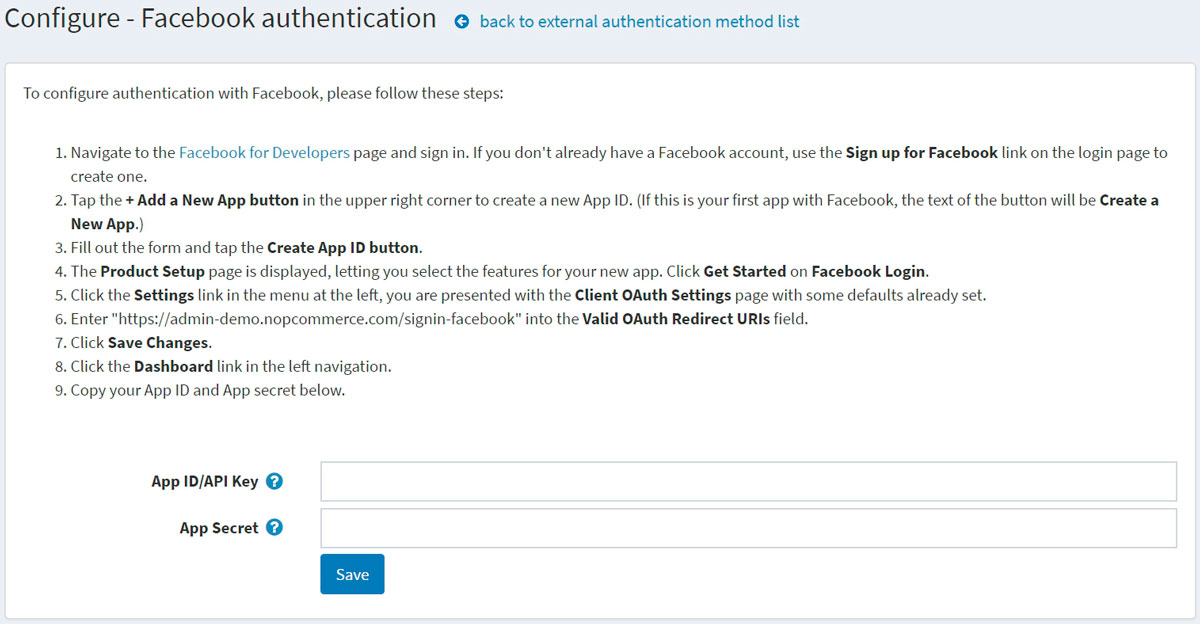 Configure - Facebook authentication back to external authentication method list
To configure authentication with Facebook, please follow these steps:
1. Navigate to the Facebook for Developers page and sign in. If you don't already have a Facebook account, use the Sign up for Facebook link on the login page to
create one.
2. Tap the + Add a New App button in the upper right corner to create a new App ID. (If this is your first app with Facebook, the text of the button will be Create a
New App.)
3. Fill out the form and tap the Create App ID button.
4. The Product Setup page is displayed, letting you select the features for your new app. Click Get Started on Facebook Login.
5. Click the Settings link in the menu at the left, you are presented with the Client OAuth Settings page with some defaults already set.
6. Enter "https://admin-demo.nopcommerce.com/signin-facebook" into the Valid OAuth Redirect URIs field.
7. Click Save Changes.
8. Click the Dashboard link in the left navigation.
9. Copy your App ID and App secret below.
App ID/API Key ?
App Secret ?
Save